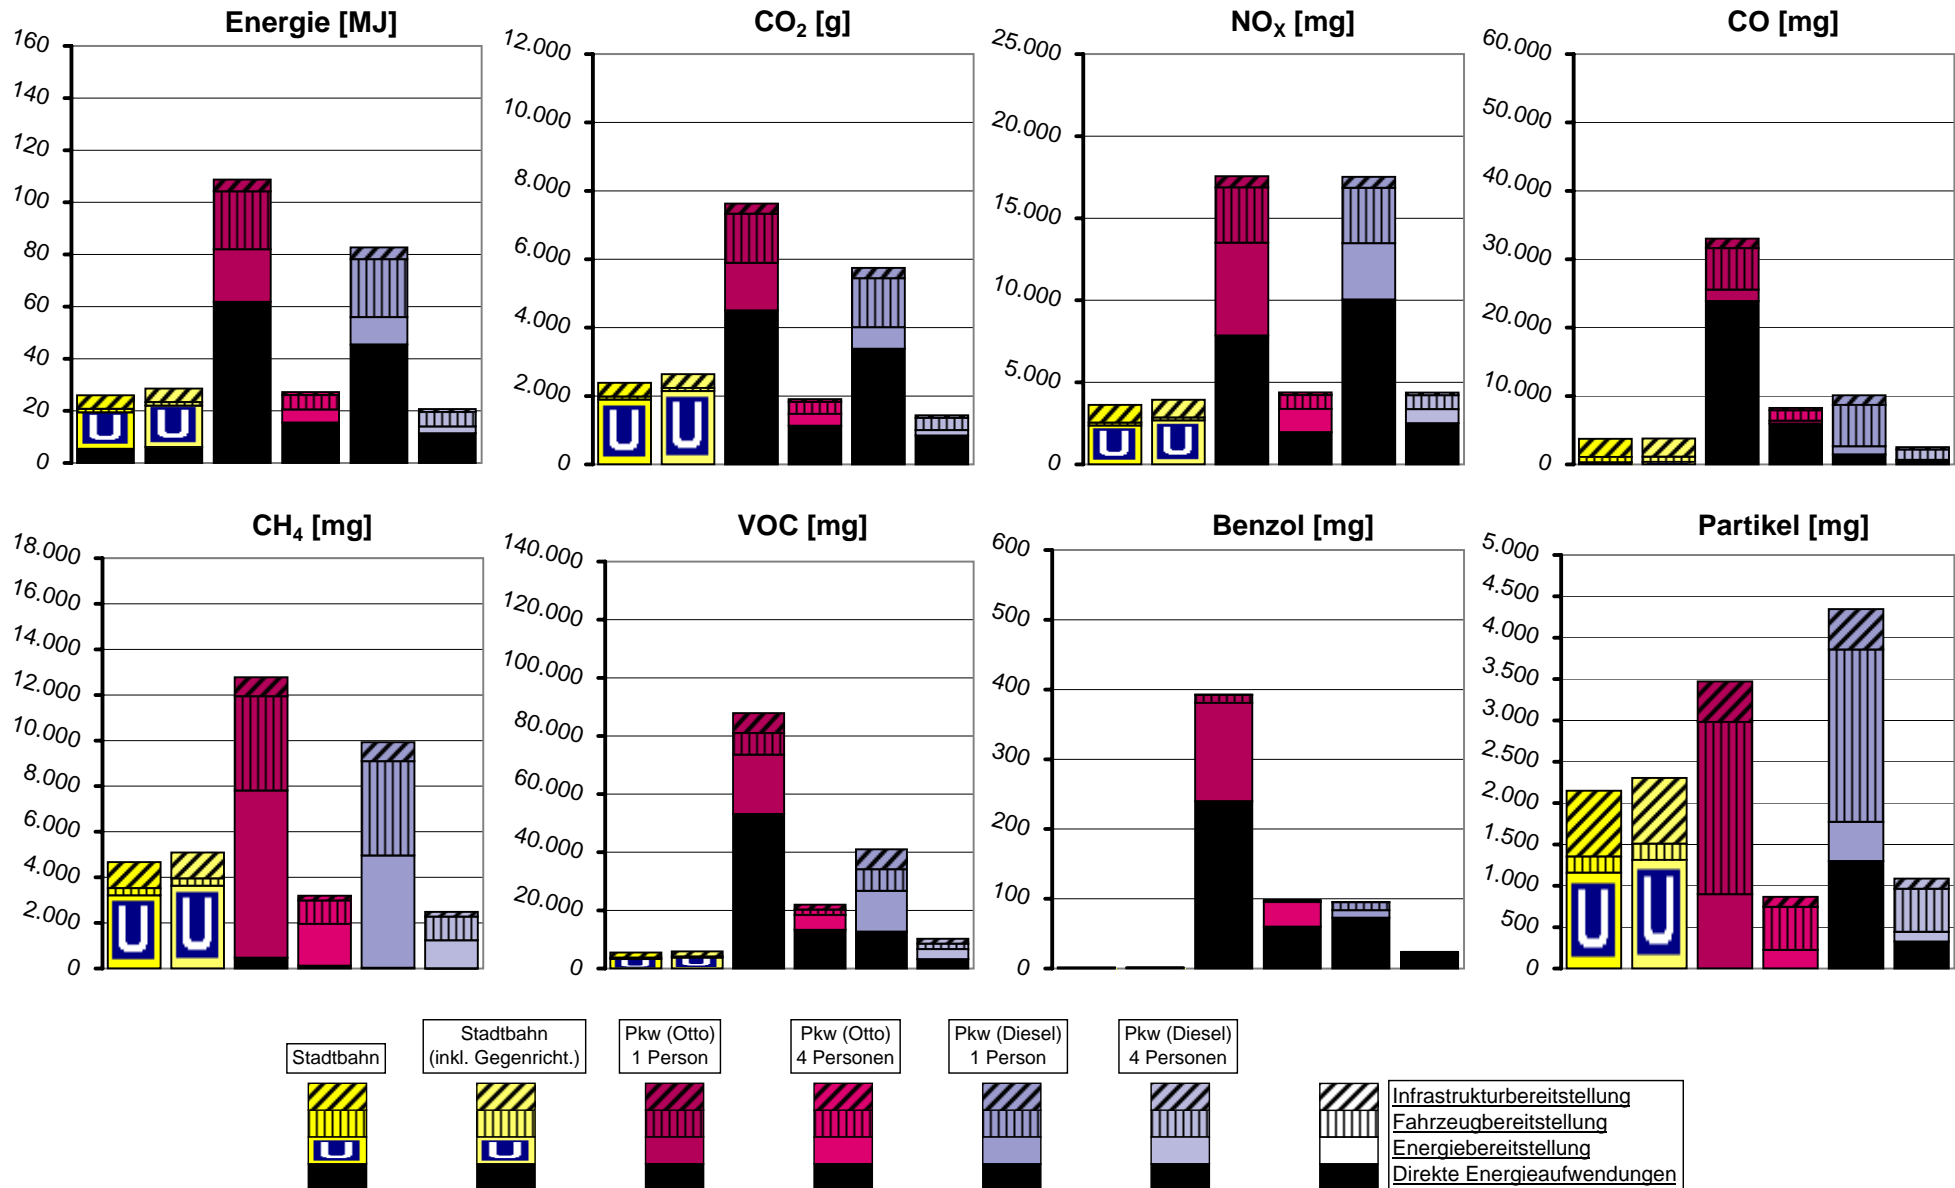 Energie [MJ]
160
140
120
100
80
60
40
20
0
U
U
CO₂ [g]
12.000
10.000
8.000
6.000
4.000
2.000
0
U
U
NOX [mg]
25.000
20.000
15.000
10.000
5.000
0
U
U
CO [mg]
60.000
50.000
40.000
30.000
20.000
10.000
0
CH₄ [mg]
18.000
16.000
14.000
12.000
10.000
8.000
6.000
4.000
2.000
0
U
U
VOC [mg]
140.000
120.000
100.000
80.000
60.000
40.000
20.000
0
U
U
Benzol [mg]
600
500
400
300
200
100
0
Partikel [mg]
5.000
4.500
4.000
3.500
3.000
2.500
2.000
1.500
1.000
500
0
U
U
Stadtbahn
Stadtbahn
(inkl. Gegenricht.)
Pkw (Otto)
1 Person
Pkw (Otto)
4 Personen
Pkw (Diesel)
1 Person
Pkw (Diesel)
4 Personen
U
U
Infrastrukturbereitstellung
Fahrzeugbereitstellung
Energiebereitstellung
Direkte Energieaufwendungen